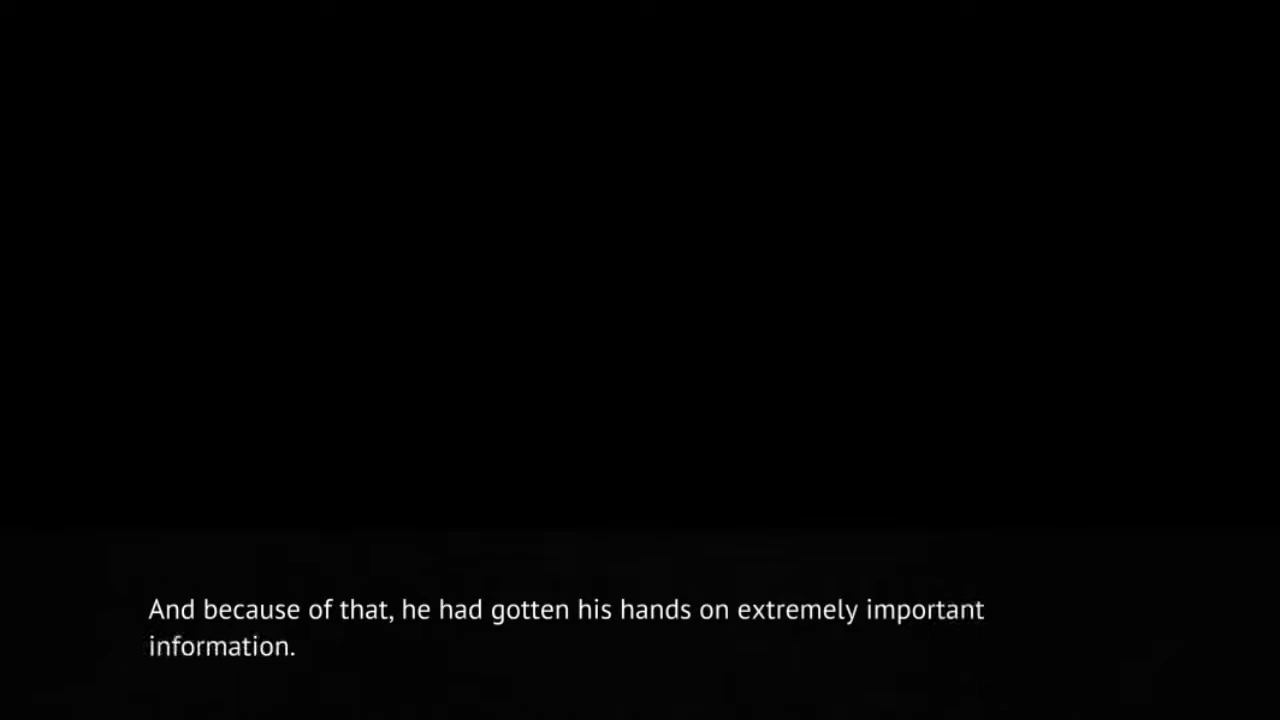 And because of that, he had gotten his hands on extremely important
information.